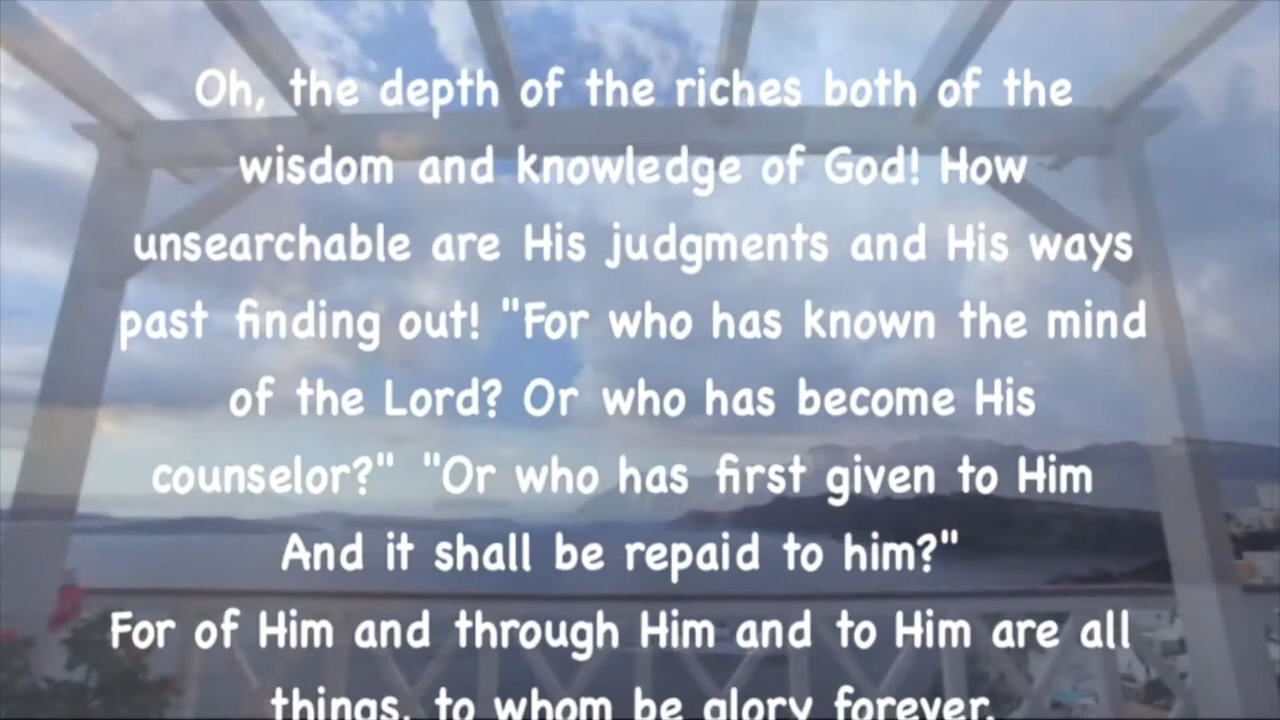 Oh, the depth of the riches both of the
wisdom and knowledge of God! How
unsearchable are His judgments and His ways
past finding out! "For who has known the mind
of the Lord? Or who has become His
counselor?" "Or who has first given to Him
And it shall be repaid to him?"
For of Him and through Him and to Him are all
things, to whom be glory forever.